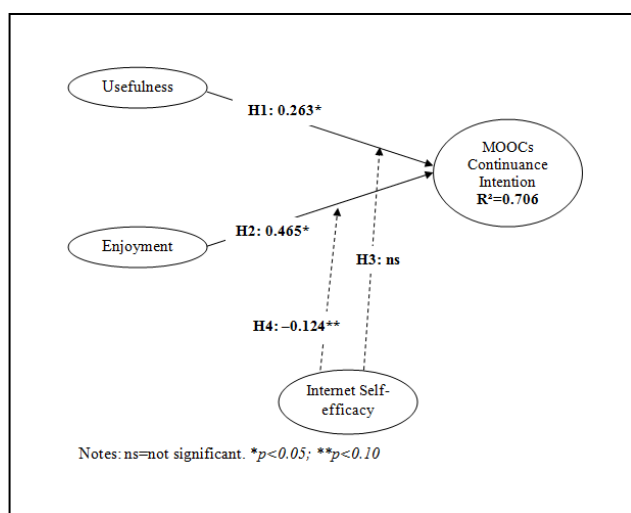 Usefulness
H1: 0.263*
MOOCs
Continuance
Intention
R²=0.706
H2: 0.465*
Enjoyment
H3: ns
H4: –0.124**
Internet Self-
efficacy
Notes: ns=not significant. *p<0.05; **p<0.10